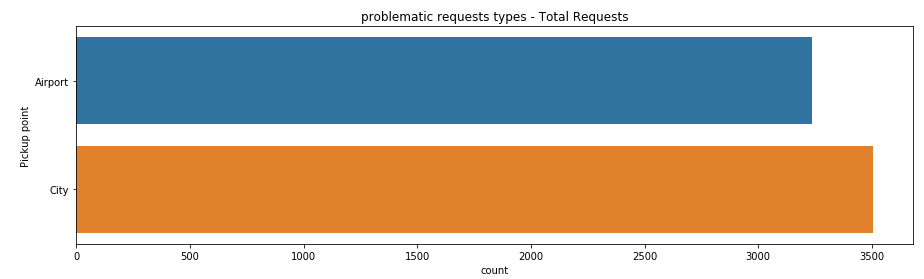 problematic requests types - Total Requests
Pickup point
Airport
City
0 500 1000 1500 2000 2500 3000 3500
count